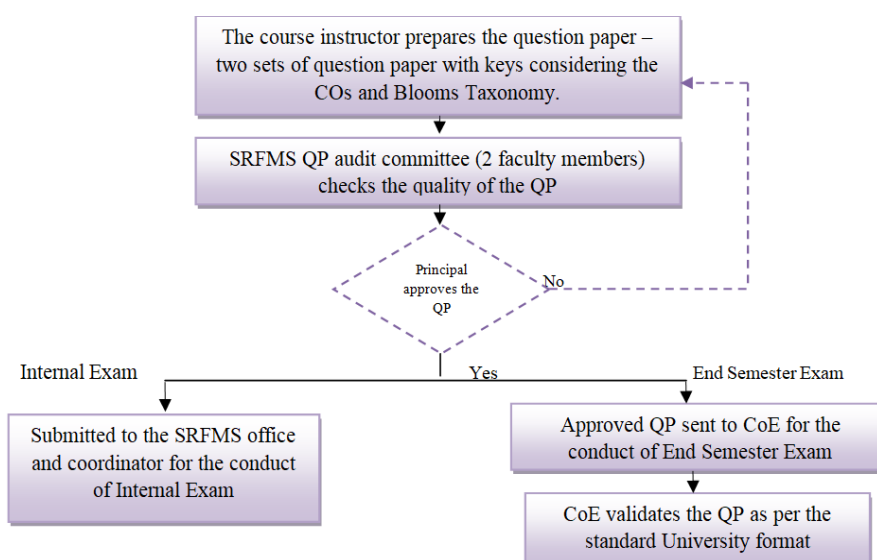 The course instructor prepares the question paper –
two sets of question paper with keys considering the
COs and Blooms Taxonomy.
SRFMS QP audit committee (2 faculty members)
checks the quality of the QP
Principal
approves the
QP
No
Yes
Internal Exam
End Semester Exam
Submitted to the SRFMS office
and coordinator for the conduct
of Internal Exam
Approved QP sent to CoE for the
conduct of End Semester Exam
CoE validates the QP as per the
standard University format